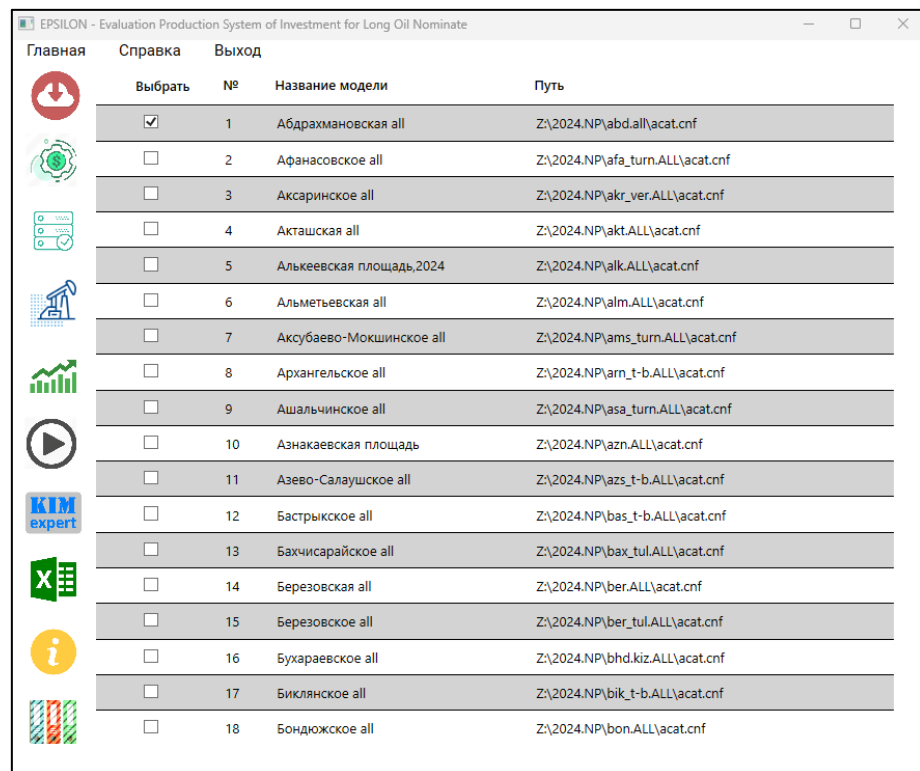 EPSILON - Evaluation Production System of Investment for Long Oil Nominate
Главная Справка Выход
Выбрать № Название модели Путь
1 Абдрахмановская all Z:\2024.NP\abd.all\acat.cnf
2 Афанасовское all Z:\2024.NP\afa_turn.ALL\acat.cnf
3 Аксаринское all Z:\2024.NP\akr_ver.ALL\acat.cnf
4 Акташская all Z:\2024.NP\akt.ALL\acat.cnf
5 Алькеевская площадь,2024 Z:\2024.NP\alk.ALL\acat.cnf
6 Альметьевская all Z:\2024.NP\alm.ALL\acat.cnf
7 Аксубаево-Мокшинское all Z:\2024.NP\ams_turn.ALL\acat.cnf
8 Архангельское all Z:\2024.NP\arn_t-b.ALL\acat.cnf
9 Ашальчинское all Z:\2024.NP\asa_turn.ALL\acat.cnf
10 Азнакаевская площадь Z:\2024.NP\azn.ALL\acat.cnf
11 Азево-Салаушское all Z:\2024.NP\azs_t-b.ALL\acat.cnf
KIM
expert
12 Бастрыкское all Z:\2024.NP\bas_t-b.ALL\acat.cnf
13 Бахчисарайское all Z:\2024.NP\bax_tul.ALL\acat.cnf
14 Березовская all Z:\2024.NP\ber.ALL\acat.cnf
15 Березовское all Z:\2024.NP\ber_tul.ALL\acat.cnf
16 Бухараевское all Z:\2024.NP\bhd.kiz.ALL\acat.cnf
17 Биклянское all Z:\2024.NP\bik_t-b.ALL\acat.cnf
18 Бондюжское all Z:\2024.NP\bon.ALL\acat.cnf